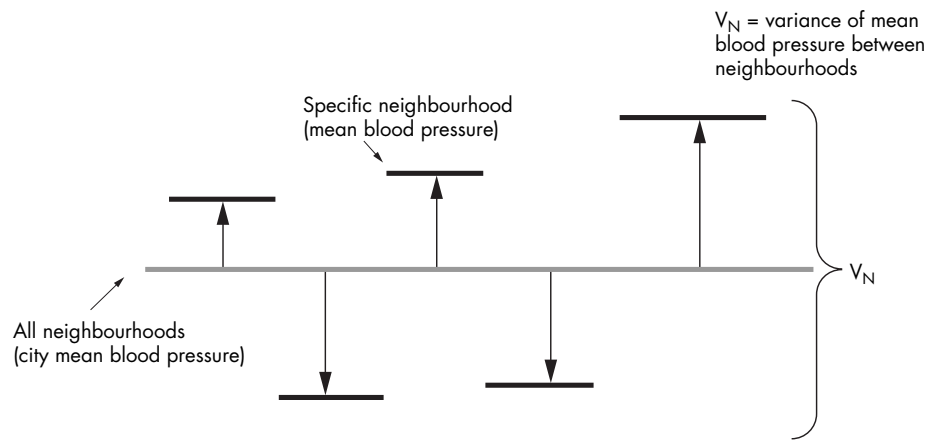 V_N = variance of mean
blood pressure between
neighbourhoods
Specific neighbourhood
(mean blood pressure)
V_N
All neighbourhoods
(city mean blood pressure)